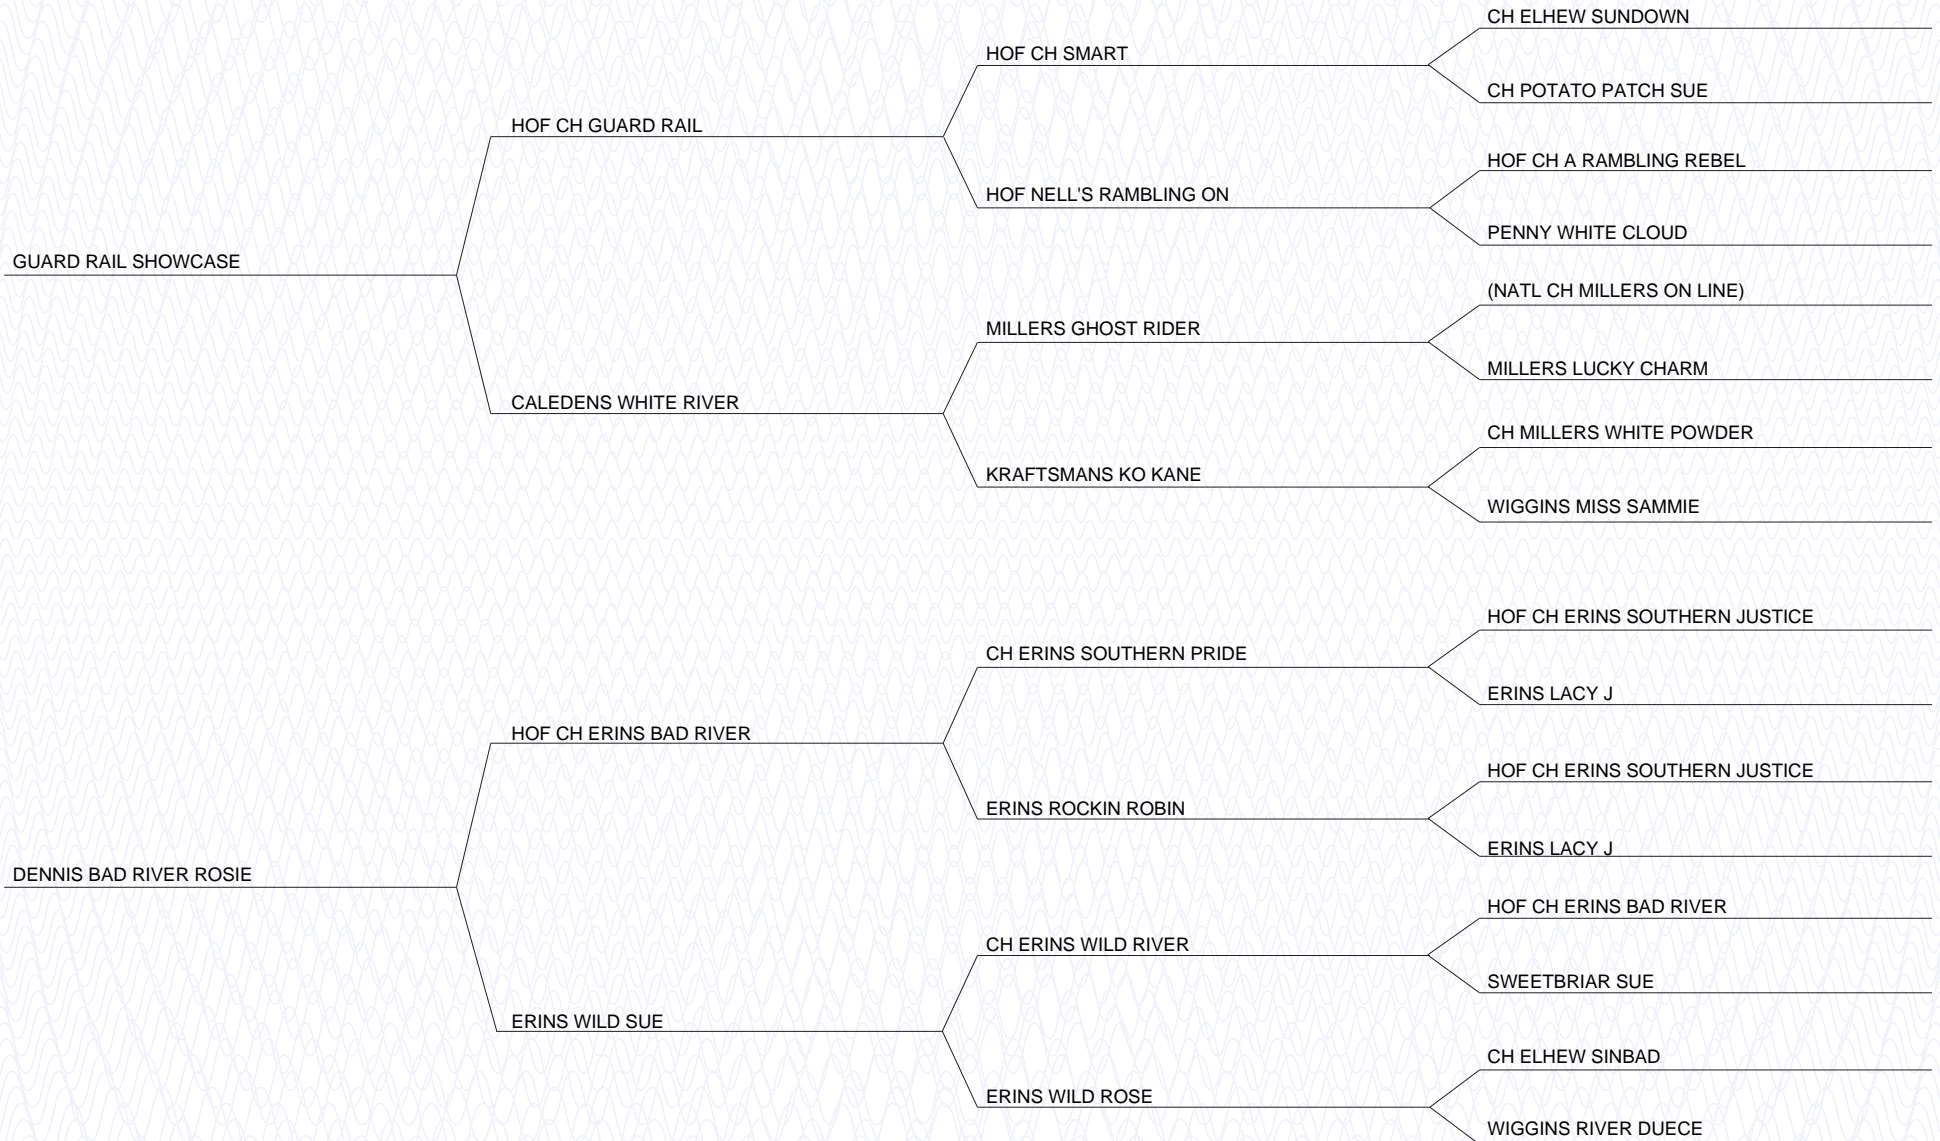 CH ELHEW SUNDOWN
HOF CH SMART
CH POTATO PATCH SUE
HOF CH GUARD RAIL
HOF CH A RAMBLING REBEL
HOF NELL'S RAMBLING ON
PENNY WHITE CLOUD
GUARD RAIL SHOWCASE
(NATL CH MILLERS ON LINE)
MILLERS GHOST RIDER
MILLERS LUCKY CHARM
CALEDENS WHITE RIVER
CH MILLERS WHITE POWDER
KRAFTSMANS KO KANE
WIGGINS MISS SAMMIE
HOF CH ERINS SOUTHERN JUSTICE
CH ERINS SOUTHERN PRIDE
ERINS LACY J
HOF CH ERINS BAD RIVER
HOF CH ERINS SOUTHERN JUSTICE
ERINS ROCKIN ROBIN
ERINS LACY J
DENNIS BAD RIVER ROSIE
HOF CH ERINS BAD RIVER
CH ERINS WILD RIVER
SWEETBRIAR SUE
ERINS WILD SUE
CH ELHEW SINBAD
ERINS WILD ROSE
WIGGINS RIVER DUECE